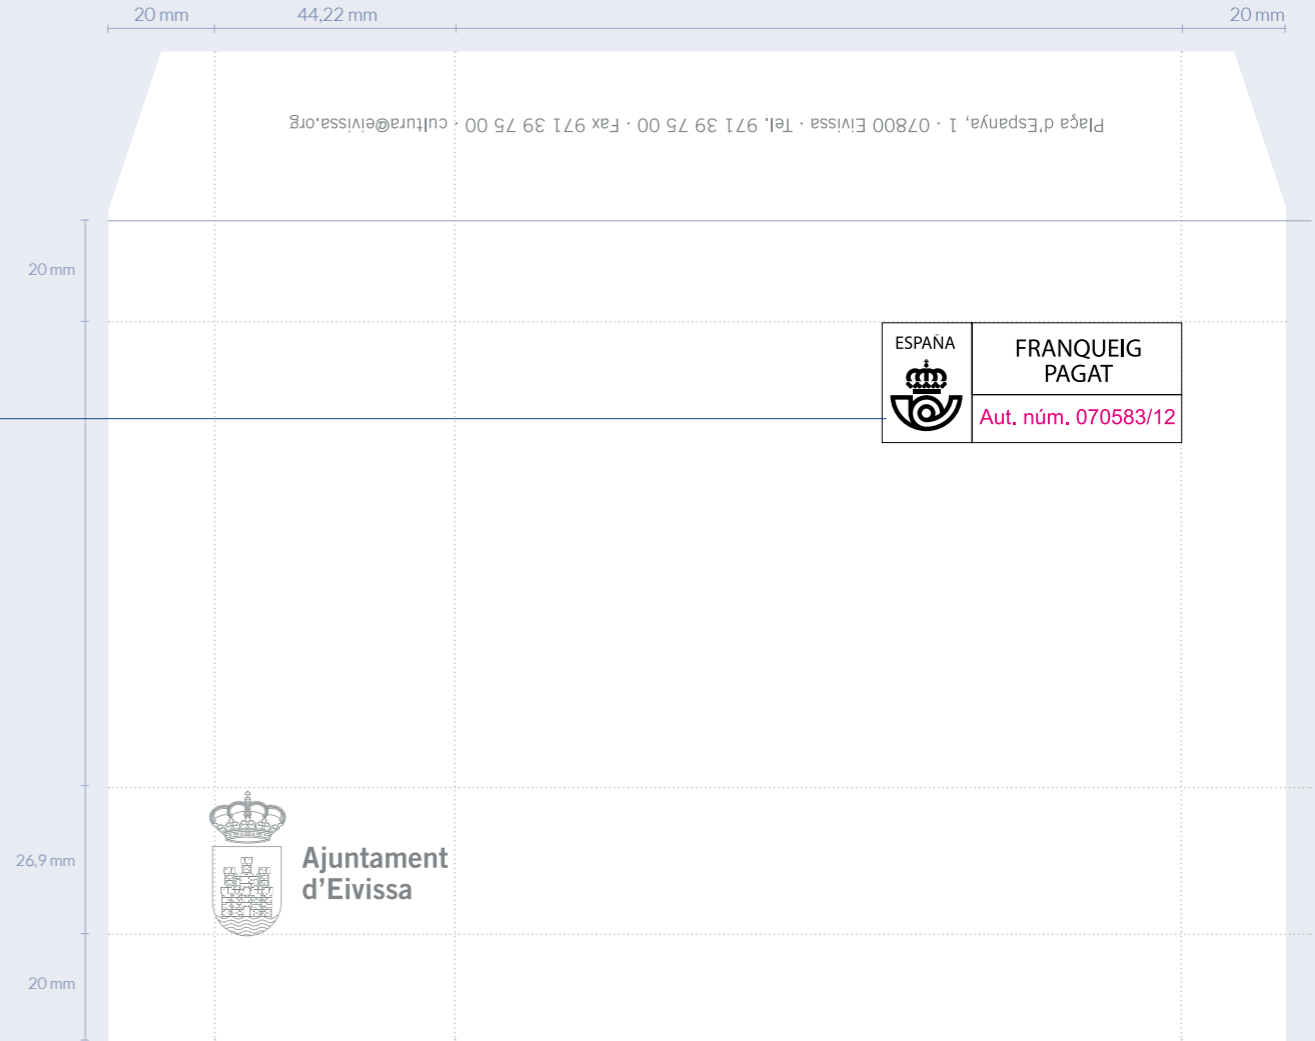 20 mm
44,22 mm
20 mm
Plaça d'Espanya, 1 · 07800 Eivissa · Tel. 971 39 75 00 · Fax 971 39 75 00 · cultura@eivissa.org
20 mm
ESPAÑA
FRANQUEIG
PAGAT
Aut. núm. 070583/12
26,9 mm
Ajuntament
d'Eivissa
20 mm